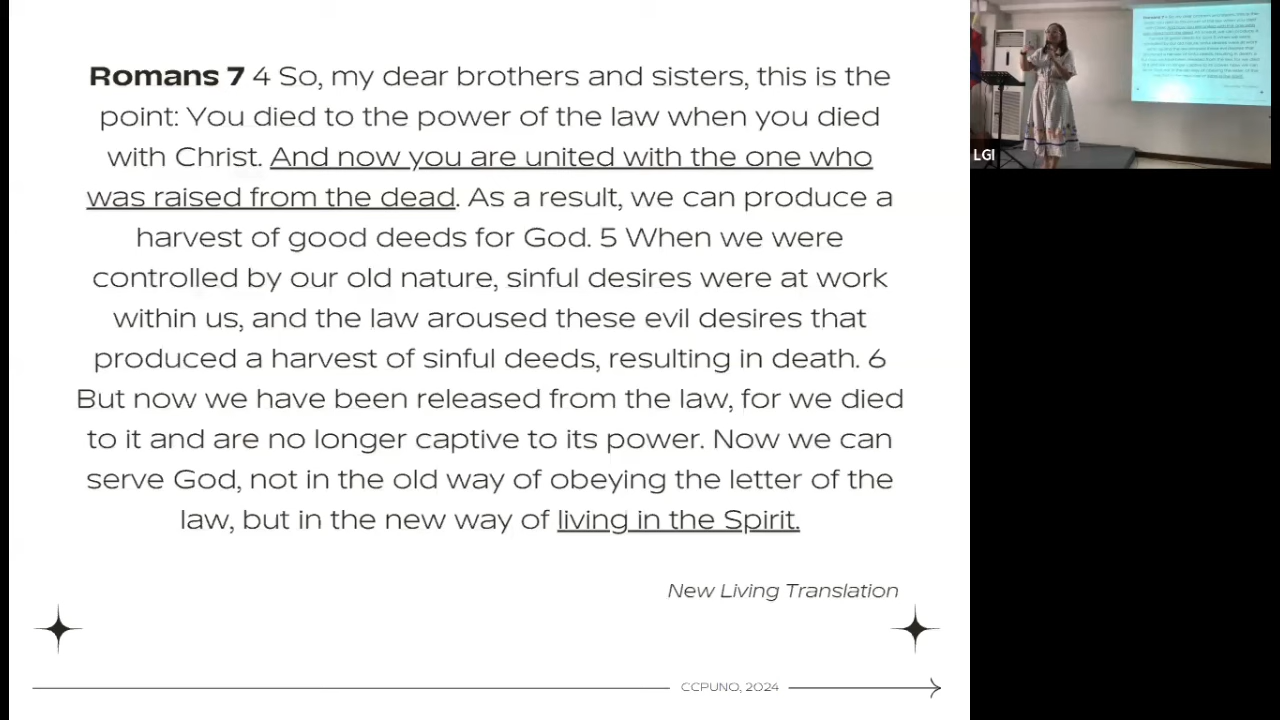 Romans 7 4 So, my dear brothers and sisters, this is the
point: You died to the power of the law when you died
with Christ. And now you are united with the one who
was raised from the dead. As a result, we can produce a
harvest of good deeds for God. 5 When we were
controlled by our old nature, sinful desires were at work
within us, and the law aroused these evil desires that
produced a harvest of sinful deeds, resulting in death. 6
But now we have been released from the law, for we died
to it and are no longer captive to its power. Now we can
serve God, not in the old way of obeying the letter of the
law, but in the new way of living in the Spirit.
New Living Translation
CCPUNO, 2024
LGI